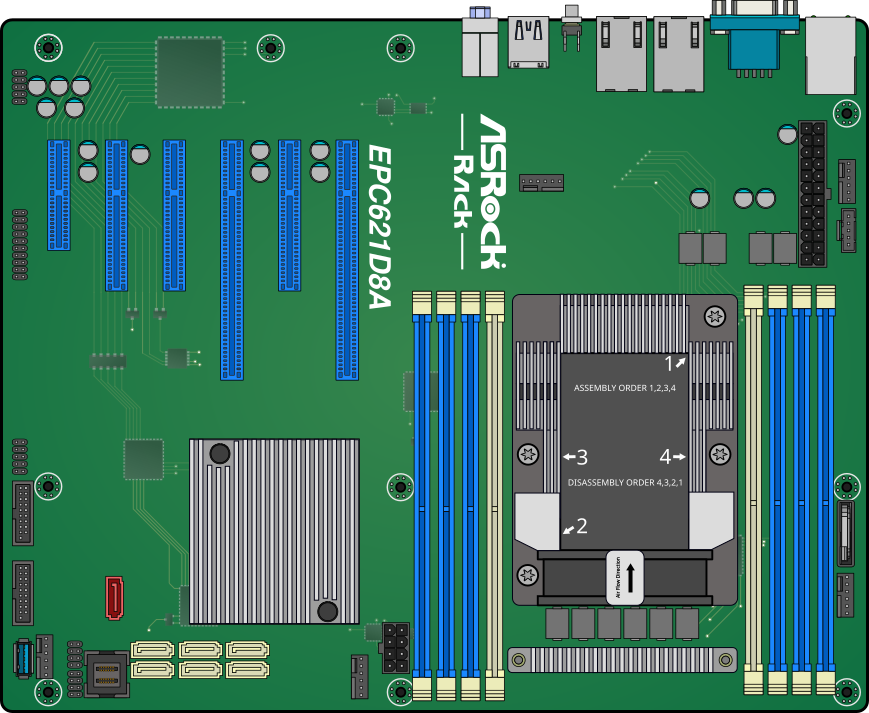 ASRock
Rack
EPC621D8A
1
ASSEMBLY ORDER 1,2,3,4
3
4
DISASSEMBLY ORDER 4,3,2,1
2
Air Flow Direction